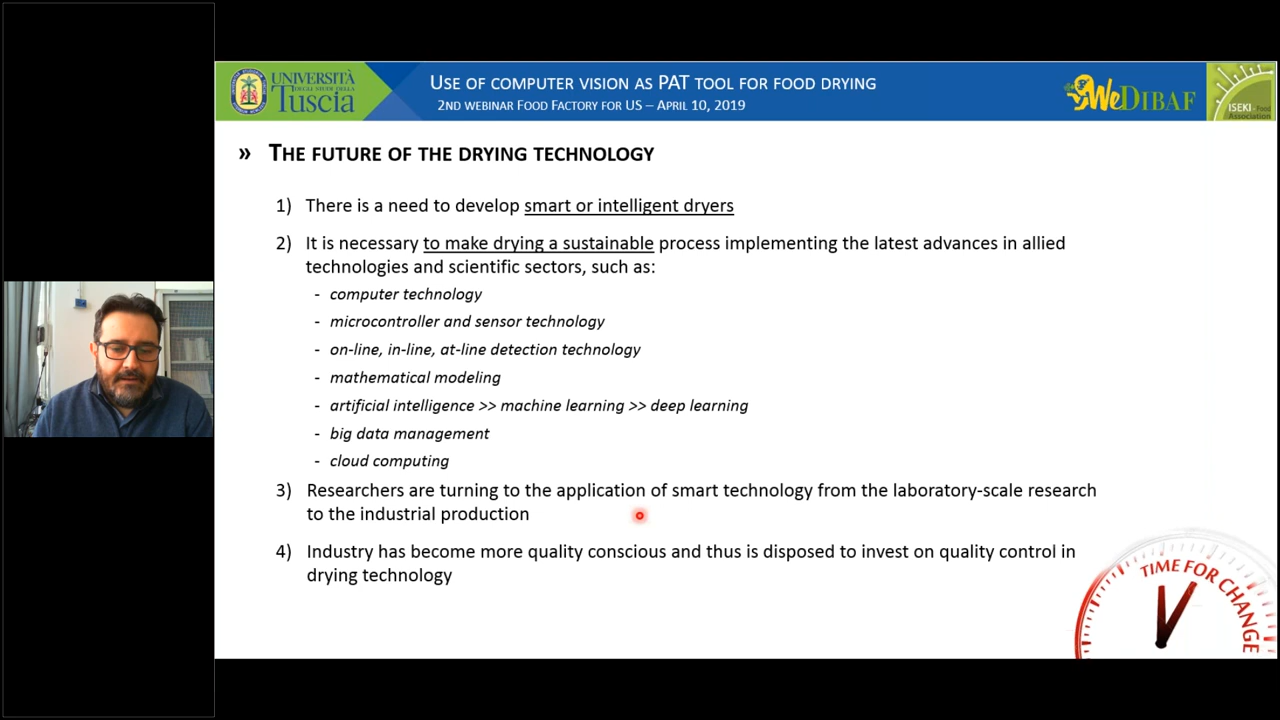 UNIVERSITÀ
DEGLI STUDI DELLA
Tuscia
USE OF COMPUTER VISION AS PAT TOOL FOR FOOD DRYING
2ND WEBINAR FOOD FACTORY FOR US – APRIL 10, 2019
WeDIBAF
ISEKI - Food
Association
» THE FUTURE OF THE DRYING TECHNOLOGY
1) There is a need to develop smart or intelligent dryers
2) It is necessary to make drying a sustainable process implementing the latest advances in allied
technologies and scientific sectors, such as:
- computer technology
- microcontroller and sensor technology
- on-line, in-line, at-line detection technology
- mathematical modeling
- artificial intelligence >> machine learning >> deep learning
- big data management
- cloud computing
3) Researchers are turning to the application of smart technology from the laboratory-scale research
to the industrial production
4) Industry has become more quality conscious and thus is disposed to invest on quality control in
drying technology
TIME FOR CHANGE